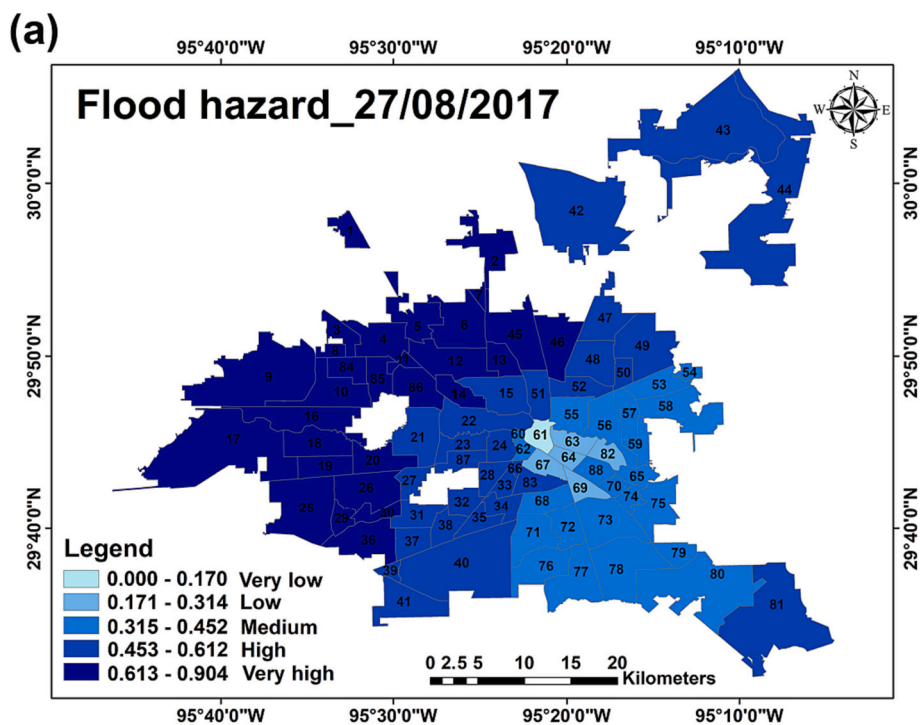 (a)
95°40'0"W 95°30'0"W 95°20'0"W 95°10'0"W
Flood hazard_27/08/2017
N
W E
S
43
30°0'0"N 44 30°0'0"N
42
1
2
7
5 6 45 47
3 4 46 49
29°50'0"N 8 11 12 13 48 50 29°50'0"N
9 84 85 53 54
10 86 14 15 51 52 57 58
16 22 55 56
17 18 21 60 61 63 59
23 24 62 64 82
19 20 87 66 67 88 65
26 27 28 33 83 69 70 74
25 30 32 34 68 75
29 31 38 35 71 72 73
29°40'0"N 36 37 29°40'0"N
Legend 39 40 76 77 78 79 80
0.000 - 0.170 Very low 41 81
0.171 - 0.314 Low
0.315 - 0.452 Medium
0.453 - 0.612 High
0.613 - 0.904 Very high
0 2.5 5 10 15 20
Kilometers
95°40'0"W 95°30'0"W 95°20'0"W 95°10'0"W